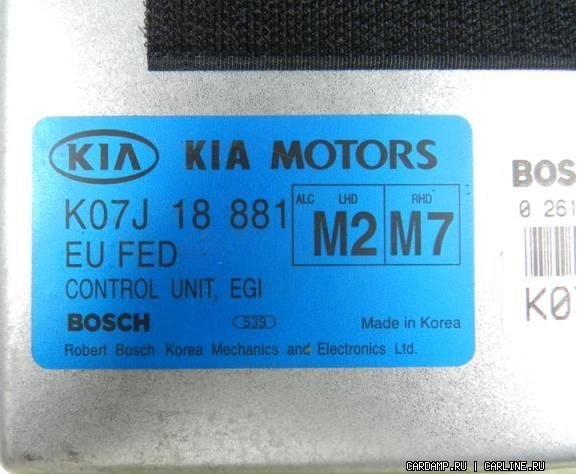 KIA KIA MOTORS
K07J 18 881
ALC LHD RHD
M2 M7
EU FED
CONTROL UNIT, EGI
BOSCH 539 Made in Korea
Robert Bosch Korea Mechanics and Electronics Ltd.
BOS
0 261
K07
CARDAMP.RU | CARLINE.RU